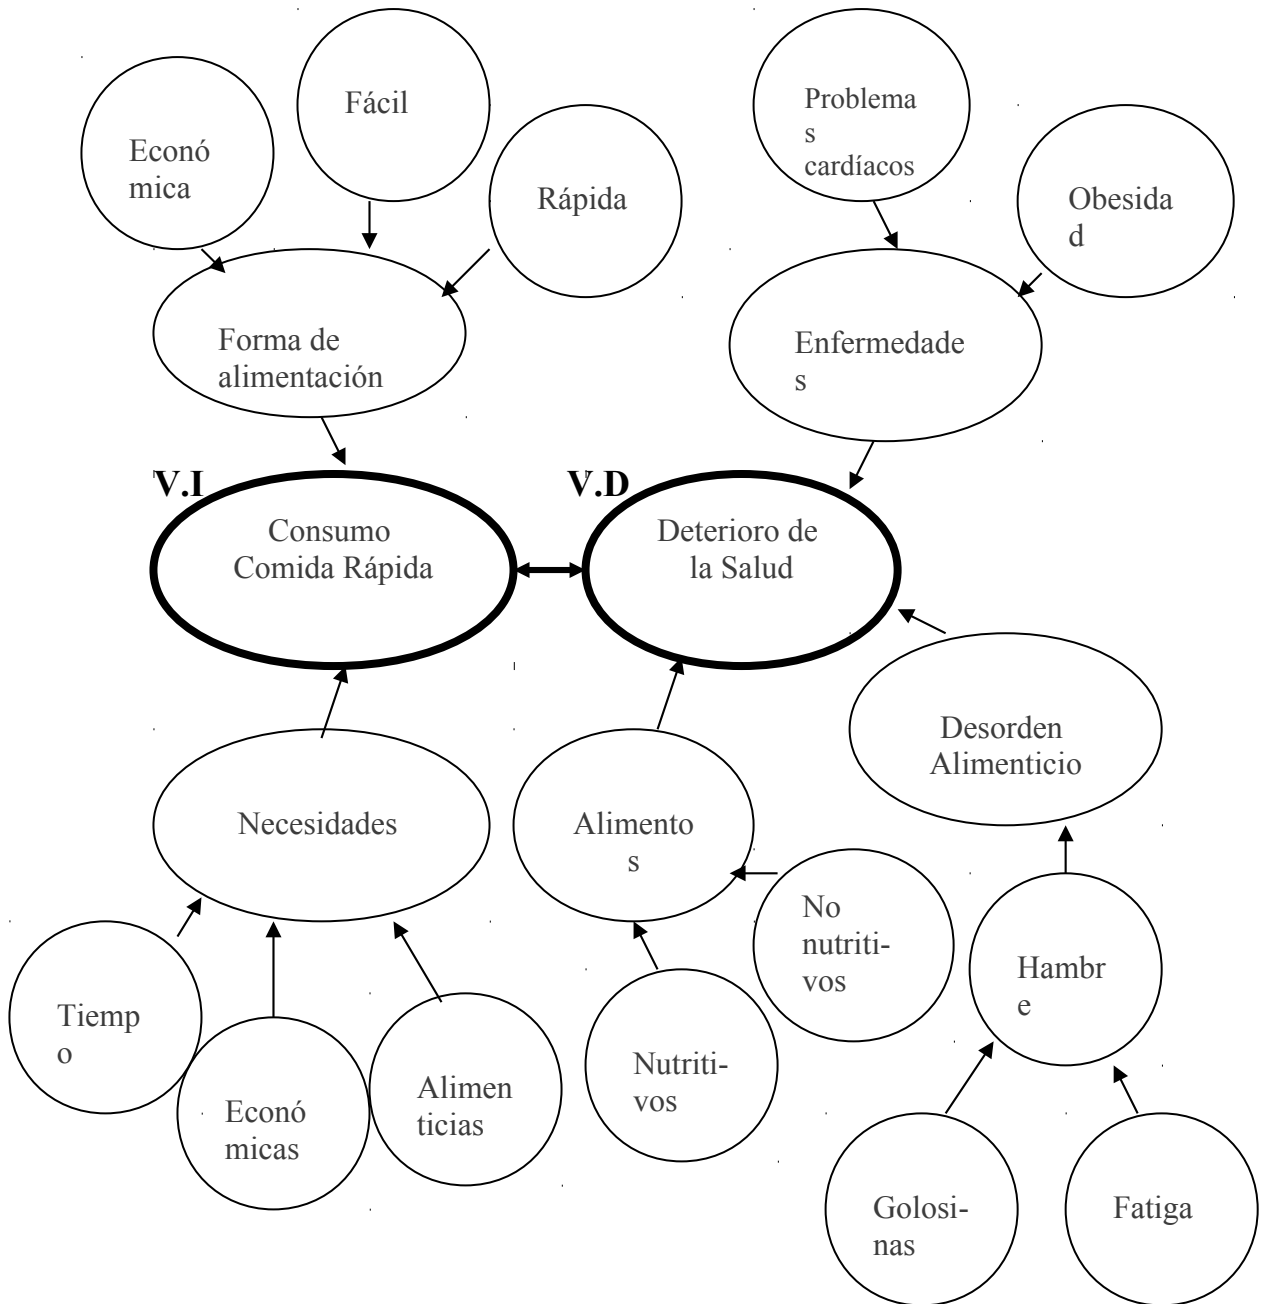 Fácil
Econó
mica
Rápida
Problema
s
cardíacos
Obesida
d
Forma de
alimentación
Enfermedade
s
V.I
Consumo
Comida Rápida
V.D
Deterioro de
la Salud
Necesidades
Alimento
s
Desorden
Alimenticio
Tiemp
o
Econó
micas
Alimen
ticias
Nutriti-
vos
No
nutriti-
vos
Hambr
e
Golosi-
nas
Fatiga